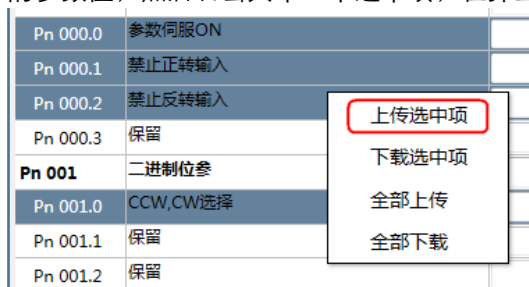 Pn 000.0 参数伺服ON
Pn 000.1 禁止正转输入
Pn 000.2 禁止反转输入
Pn 000.3 保留
Pn 001 二进制位参
Pn 001.0 CCW,CW选择
Pn 001.1 保留
Pn 001.2 保留
上传选中项
下载选中项
全部上传
全部下载